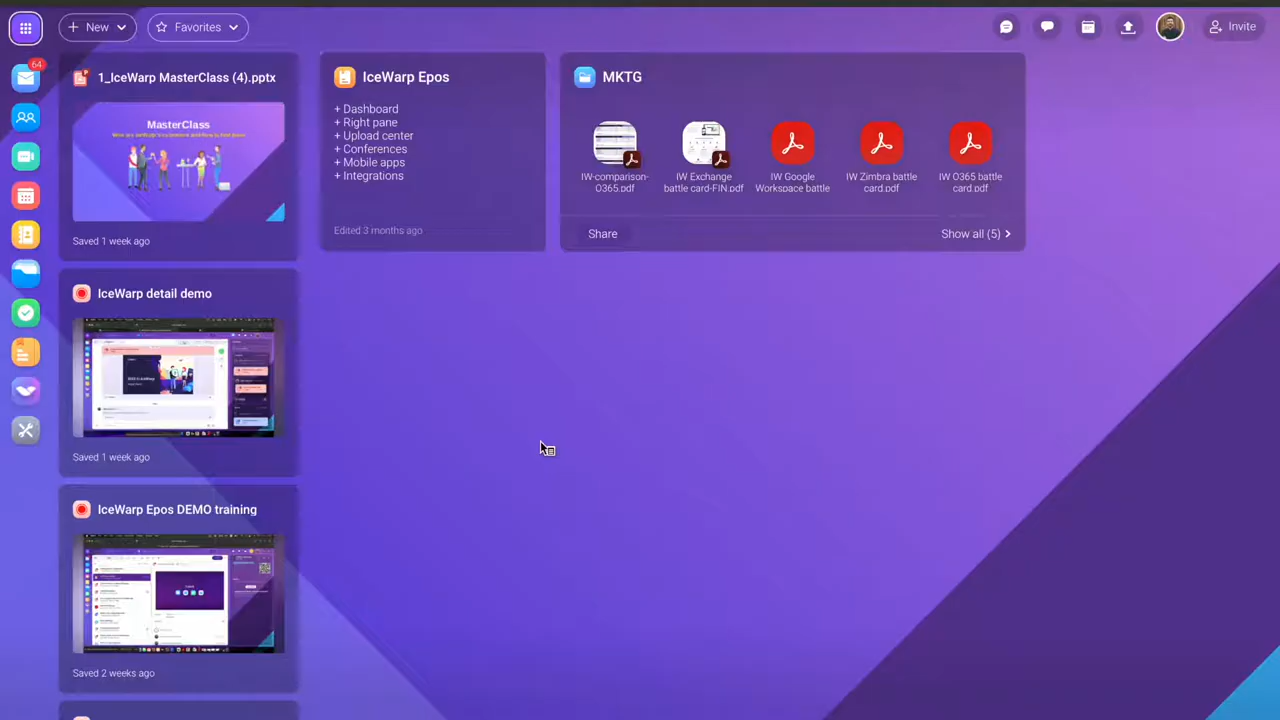 New
Favorites
Invite
64
1_IceWarp MasterClass (4).pptx
MasterClass
Saved 1 week ago
IceWarp detail demo
Saved 1 week ago
IceWarp Epos DEMO training
Saved 2 weeks ago
IceWarp Epos
+ Dashboard
+ Right pane
+ Upload center
+ Conferences
+ Mobile apps
+ Integrations
Edited 3 months ago
MKTG
IW-comparison-
O365.pdf
IW Exchange
battle card-FIN.pdf
IW Google
Workspace battle
IW Zimbra battle
card.pdf
IW O365 battle
card.pdf
Share
Show all (5)